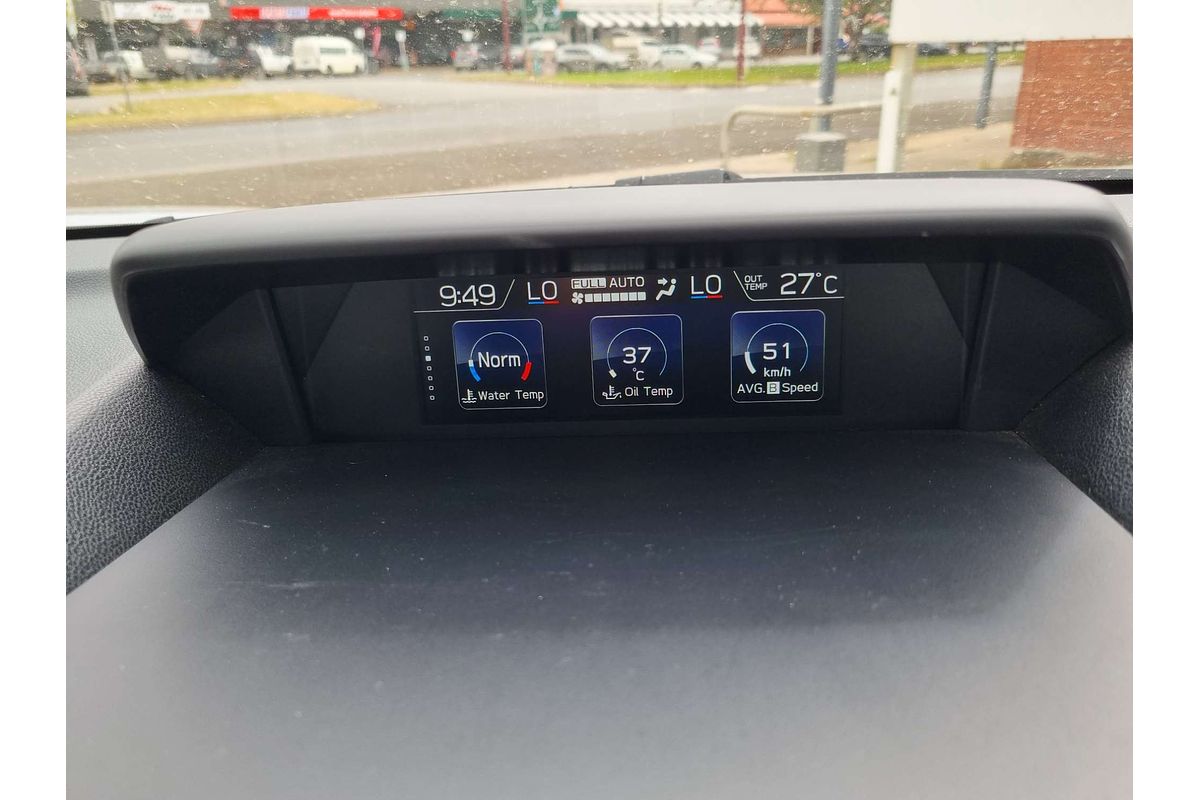 9:49 LO FULL AUTO LO OUT TEMP 27°C
Norm 37 °C 51 km/h
Water Temp Oil Temp AVG. B Speed